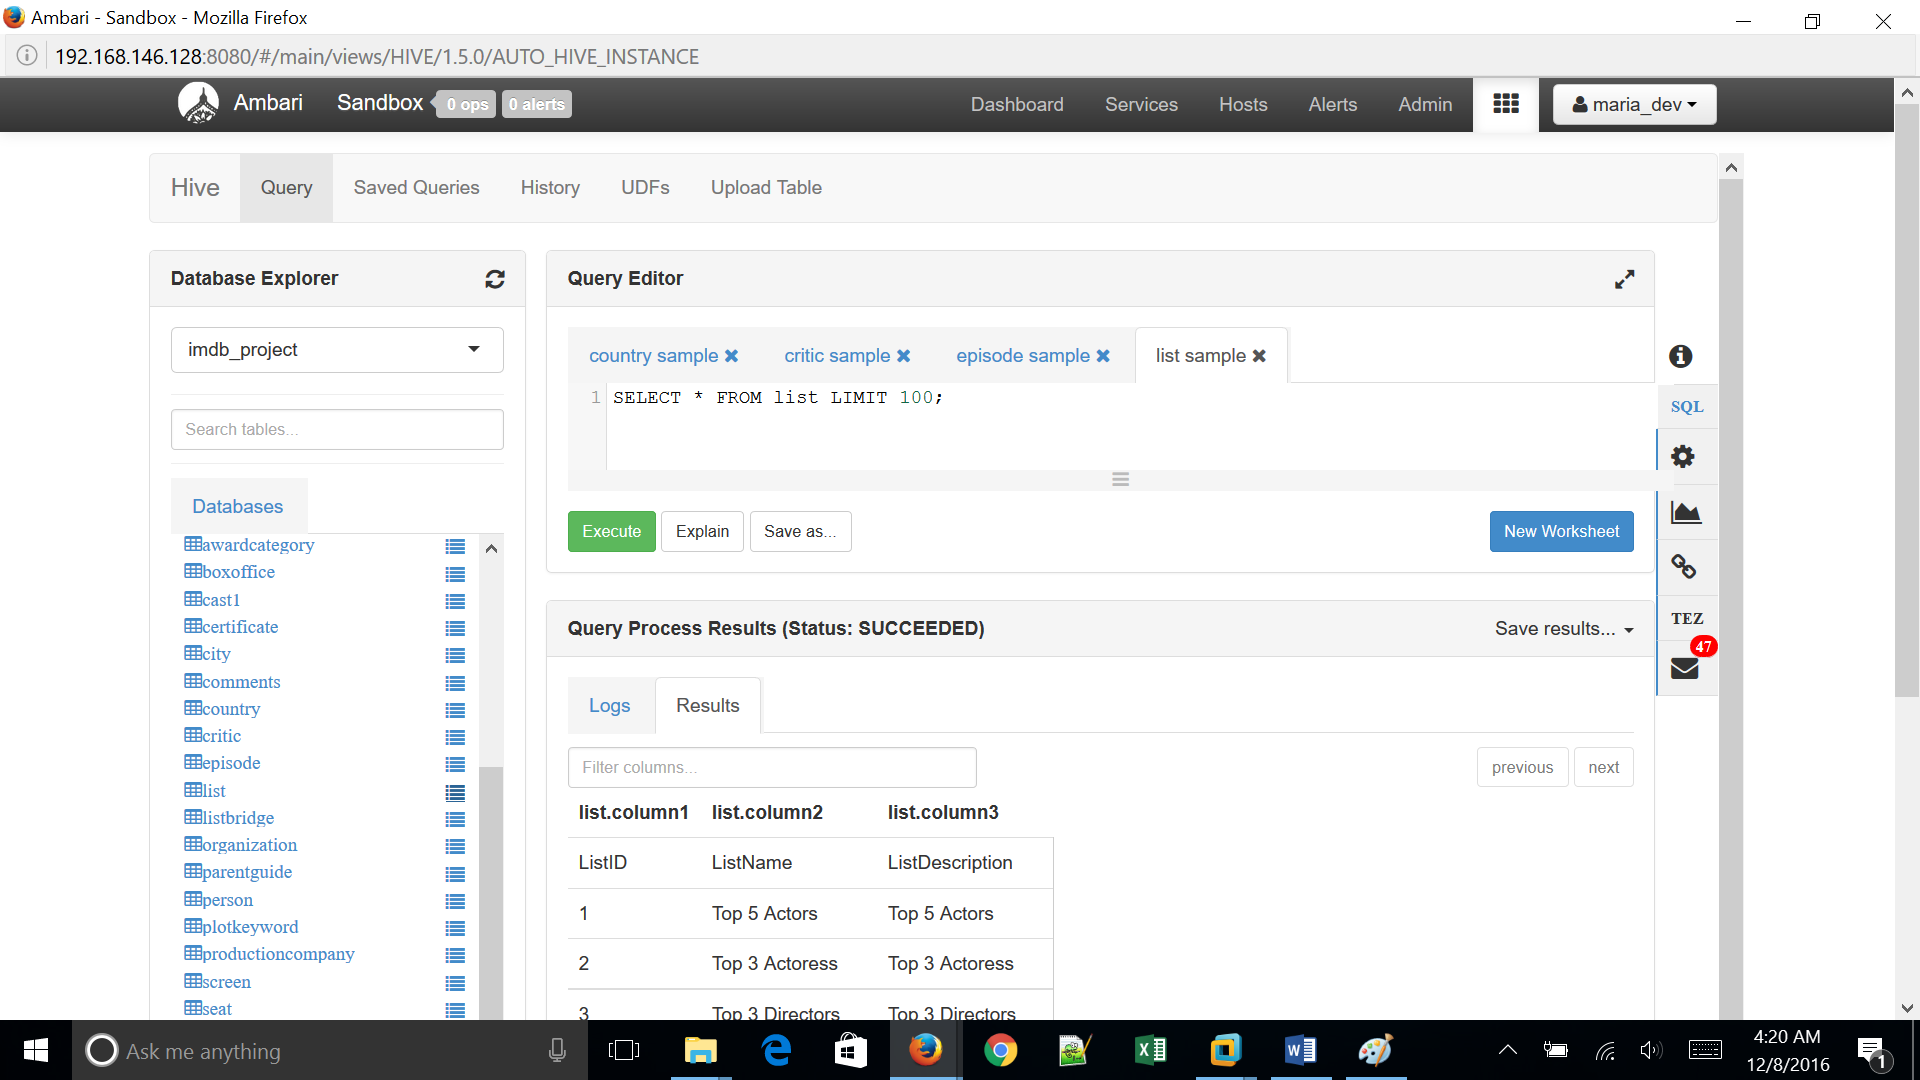 Ambari - Sandbox - Mozilla Firefox
192.168.146.128:8080/#/main/views/HIVE/1.5.0/AUTO_HIVE_INSTANCE
Ambari Sandbox 0 ops 0 alerts Dashboard Services Hosts Alerts Admin maria_dev
Hive Query Saved Queries History UDFs Upload Table
Database Explorer
imdb_project
Search tables...
Databases
awardcategory
boxoffice
cast1
certificate
city
comments
country
critic
episode
list
listbridge
organization
parentguide
person
plotkeyword
productioncompany
screen
seat
Query Editor
country sample critic sample episode sample list sample
1 SELECT * FROM list LIMIT 100;
Execute Explain Save as... New Worksheet
SQL
TEZ
47
Query Process Results (Status: SUCCEEDED) Save results...
Logs Results
Filter columns... previous next
list.column1 list.column2 list.column3
ListID ListName ListDescription
1 Top 5 Actors Top 5 Actors
2 Top 3 Actoress Top 3 Actoress
3 Top 3 Directors Top 3 Directors
Ask me anything
4:20 AM
12/8/2016
1